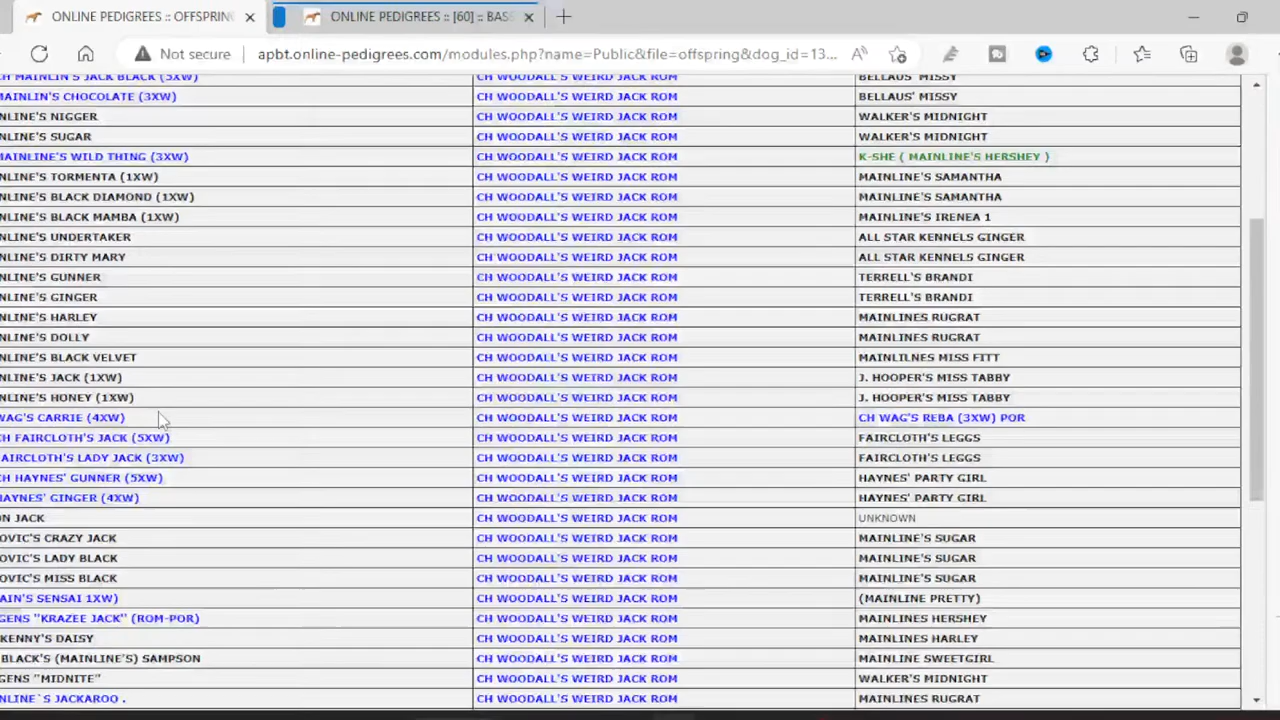 ONLINE PEDIGREES :: OFFSPRING
ONLINE PEDIGREES :: [60] :: BASS
Not secure apbt.online-pedigrees.com/modules.php?name=Public&file=offspring&dog_id=13...
CH MAINLIN'S JACK BLACK (5XW) CH WOODALL'S WEIRD JACK ROM BELLAUS' MISSY
MAINLIN'S CHOCOLATE (3XW) CH WOODALL'S WEIRD JACK ROM BELLAUS' MISSY
NLINE'S NIGGER CH WOODALL'S WEIRD JACK ROM WALKER'S MIDNIGHT
NLINE'S SUGAR CH WOODALL'S WEIRD JACK ROM WALKER'S MIDNIGHT
MAINLINE'S WILD THING (3XW) CH WOODALL'S WEIRD JACK ROM K-SHE ( MAINLINE'S HERSHEY )
NLINE'S TORMENTA (1XW) CH WOODALL'S WEIRD JACK ROM MAINLINE'S SAMANTHA
NLINE'S BLACK DIAMOND (1XW) CH WOODALL'S WEIRD JACK ROM MAINLINE'S SAMANTHA
NLINE'S BLACK MAMBA (1XW) CH WOODALL'S WEIRD JACK ROM MAINLINE'S IRENEA 1
NLINE'S UNDERTAKER CH WOODALL'S WEIRD JACK ROM ALL STAR KENNELS GINGER
NLINE'S DIRTY MARY CH WOODALL'S WEIRD JACK ROM ALL STAR KENNELS GINGER
NLINE'S GUNNER CH WOODALL'S WEIRD JACK ROM TERRELL'S BRANDI
NLINE'S GINGER CH WOODALL'S WEIRD JACK ROM TERRELL'S BRANDI
NLINE'S HARLEY CH WOODALL'S WEIRD JACK ROM MAINLINES RUGRAT
NLINE'S DOLLY CH WOODALL'S WEIRD JACK ROM MAINLINES RUGRAT
NLINE'S BLACK VELVET CH WOODALL'S WEIRD JACK ROM MAINLILNES MISS FITT
NLINE'S JACK (1XW) CH WOODALL'S WEIRD JACK ROM J. HOOPER'S MISS TABBY
NLINE'S HONEY (1XW) CH WOODALL'S WEIRD JACK ROM J. HOOPER'S MISS TABBY
WAG'S CARRIE (4XW) CH WOODALL'S WEIRD JACK ROM CH WAG'S REBA (3XW) POR
CH FAIRCLOTH'S JACK (5XW) CH WOODALL'S WEIRD JACK ROM FAIRCLOTH'S LEGGS
AIRCLOTH'S LADY JACK (3XW) CH WOODALL'S WEIRD JACK ROM FAIRCLOTH'S LEGGS
CH HAYNES' GUNNER (5XW) CH WOODALL'S WEIRD JACK ROM HAYNES' PARTY GIRL
HAYNES' GINGER (4XW) CH WOODALL'S WEIRD JACK ROM HAYNES' PARTY GIRL
ON JACK CH WOODALL'S WEIRD JACK ROM UNKNOWN
OVIC'S CRAZY JACK CH WOODALL'S WEIRD JACK ROM MAINLINE'S SUGAR
OVIC'S LADY BLACK CH WOODALL'S WEIRD JACK ROM MAINLINE'S SUGAR
OVIC'S MISS BLACK CH WOODALL'S WEIRD JACK ROM MAINLINE'S SUGAR
AIN'S SENSAI 1XW) CH WOODALL'S WEIRD JACK ROM (MAINLINE PRETTY)
GENS "KRAZEE JACK" (ROM-POR) CH WOODALL'S WEIRD JACK ROM MAINLINES HERSHEY
KENNY'S DAISY CH WOODALL'S WEIRD JACK ROM MAINLINES HARLEY
BLACK'S (MAINLINE'S) SAMPSON CH WOODALL'S WEIRD JACK ROM MAINLINE SWEETGIRL
GENS "MIDNITE" CH WOODALL'S WEIRD JACK ROM WALKER'S MIDNIGHT
NLINE`S JACKAROO . CH WOODALL'S WEIRD JACK ROM MAINLINES RUGRAT